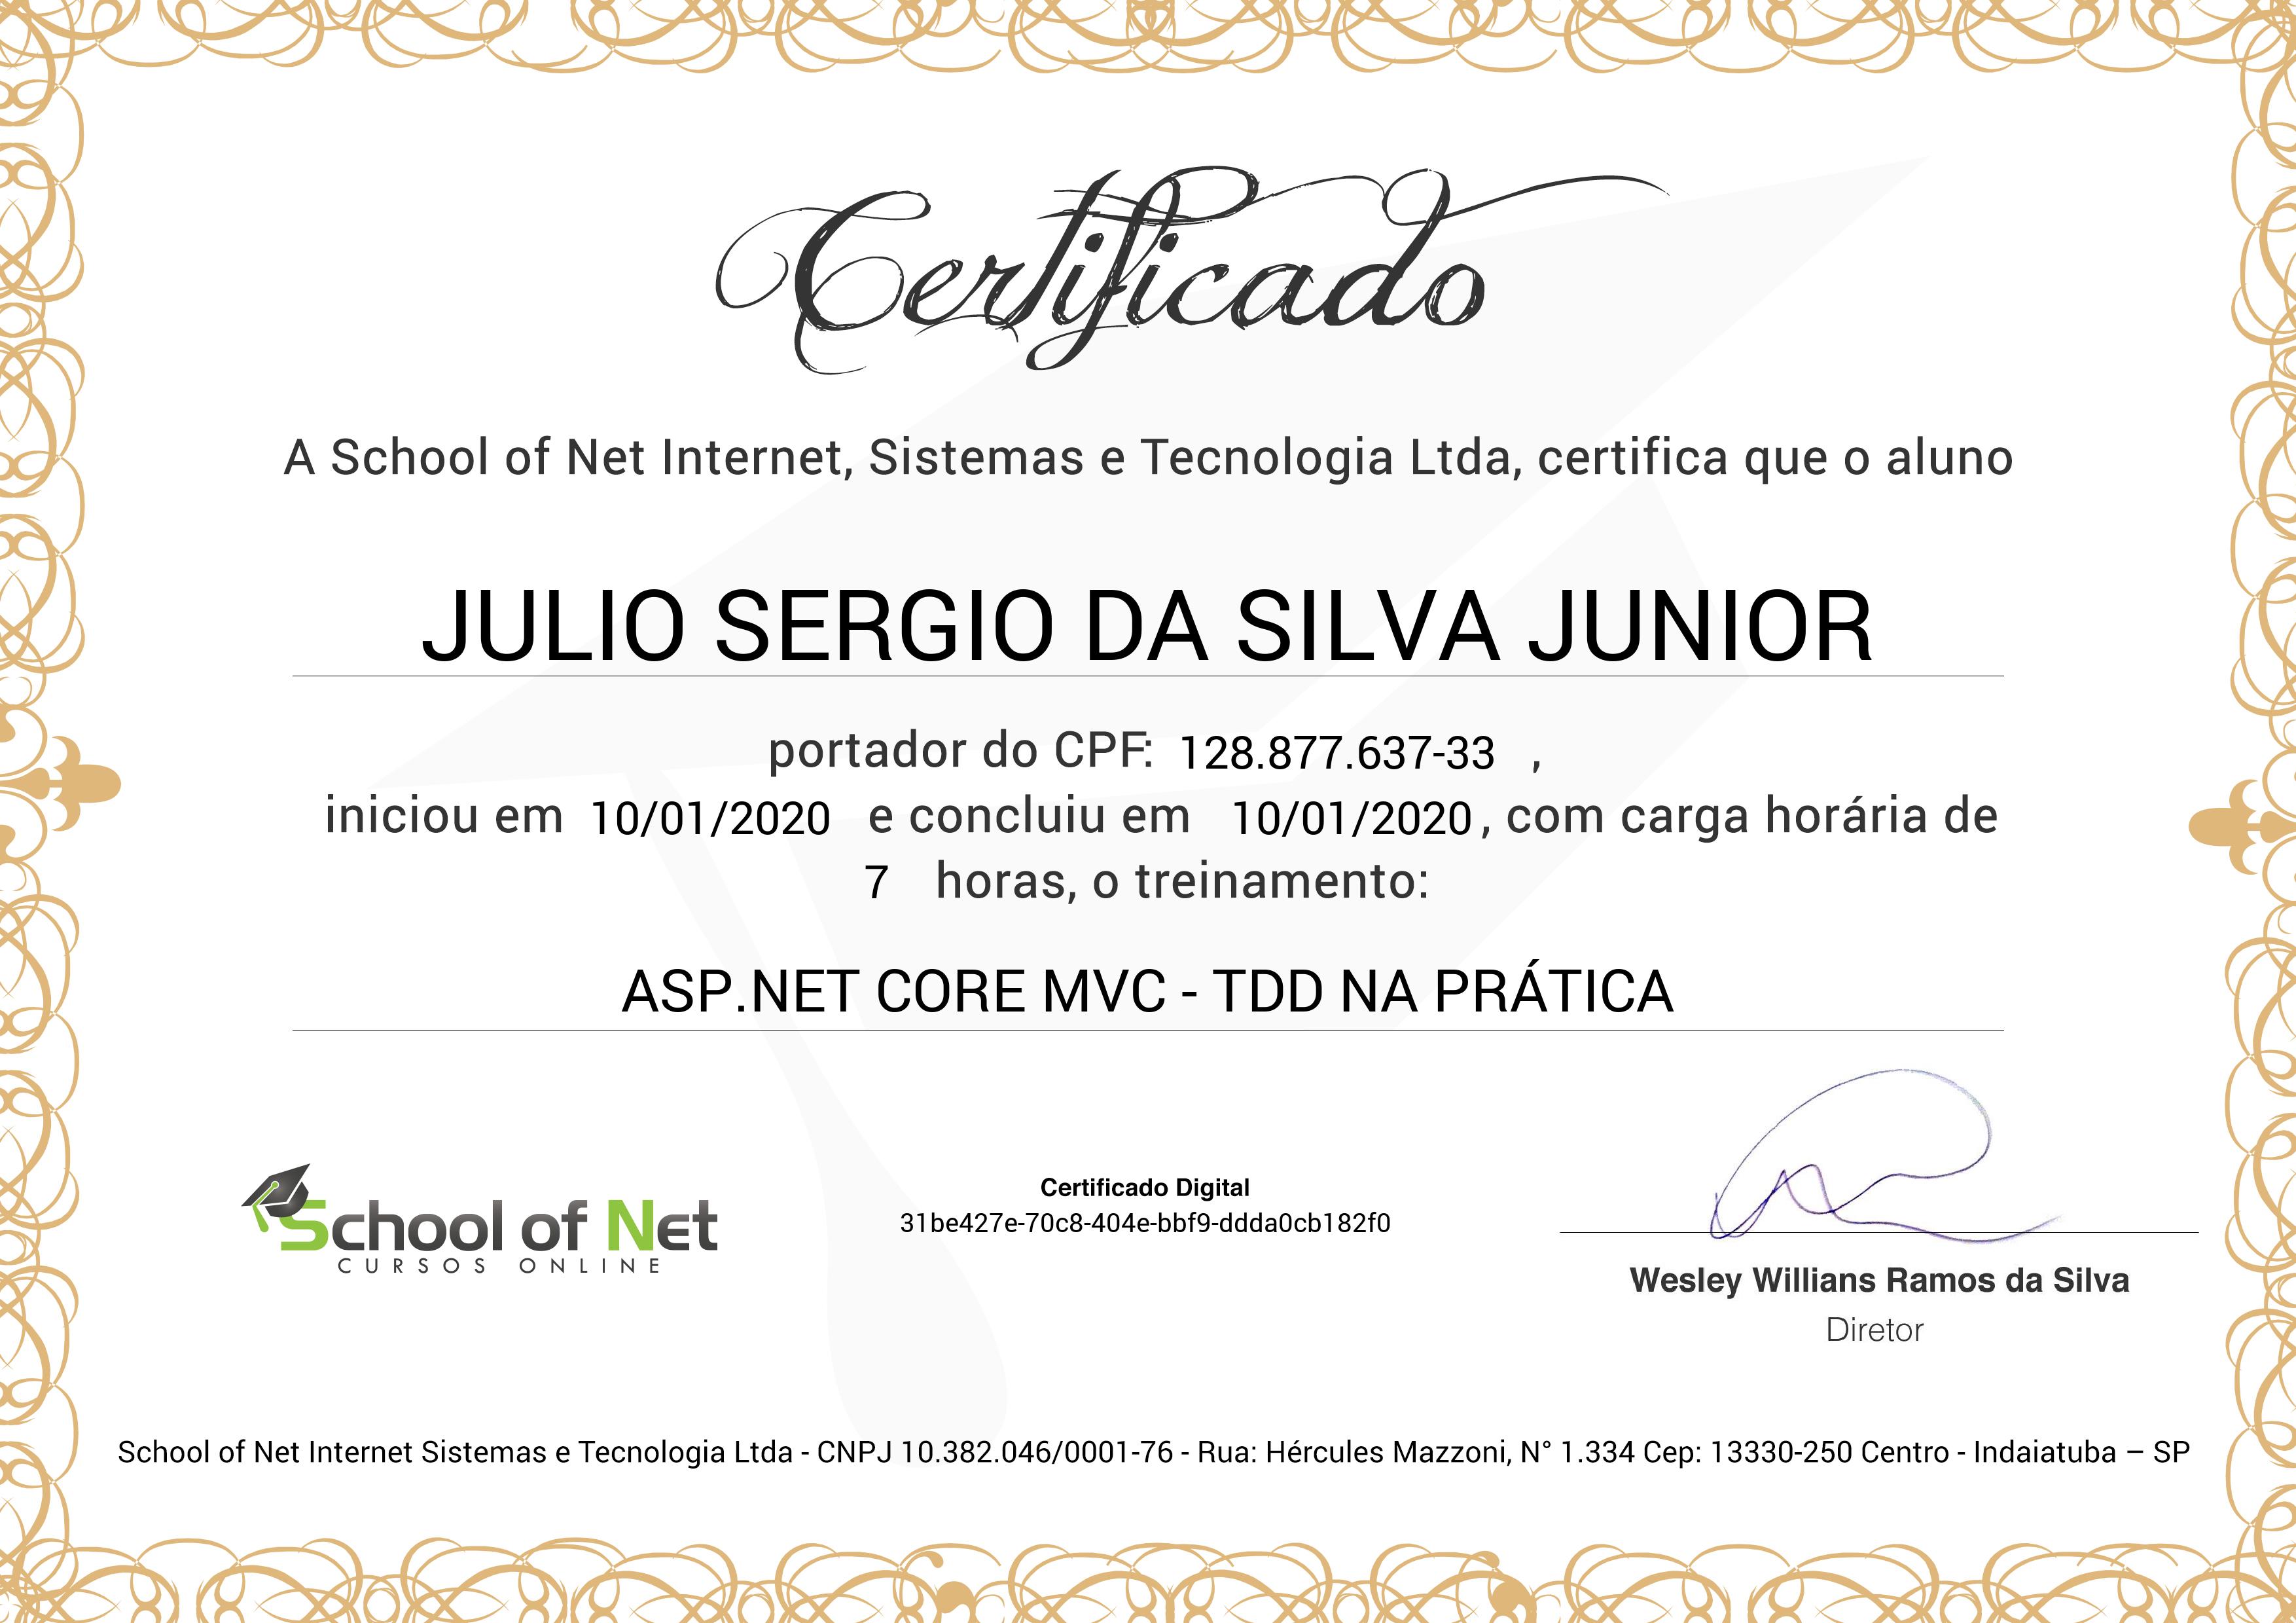 Certificado
A School of Net Internet, Sistemas e Tecnologia Ltda, certifica que o aluno
JULIO SERGIO DA SILVA JUNIOR
portador do CPF: 128.877.637-33 ,
iniciou em 10/01/2020 e concluiu em 10/01/2020, com carga horária de
7 horas, o treinamento:
ASP.NET CORE MVC - TDD NA PRÁTICA
School of Net
CURSOS ONLINE
Certificado Digital
31be427e-70c8-404e-bbf9-ddda0cb182f0
Wesley Willians Ramos da Silva
Diretor
School of Net Internet Sistemas e Tecnologia Ltda - CNPJ 10.382.046/0001-76 - Rua: Hércules Mazzoni, N° 1.334 Cep: 13330-250 Centro - Indaiatuba – SP